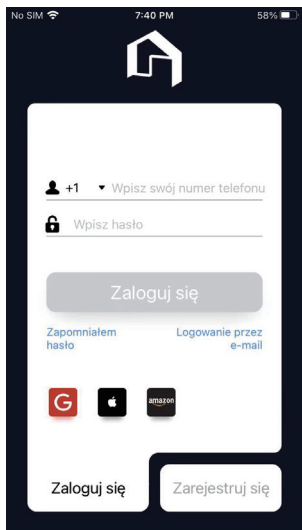 No SIM 7:40 PM 58%
+1 Wpisz swój numer telefonu
Wpisz hasło
Zaloguj się
Zapomniałem hasło
Logowanie przez e-mail
G amazon
Zaloguj się Zarejestruj się